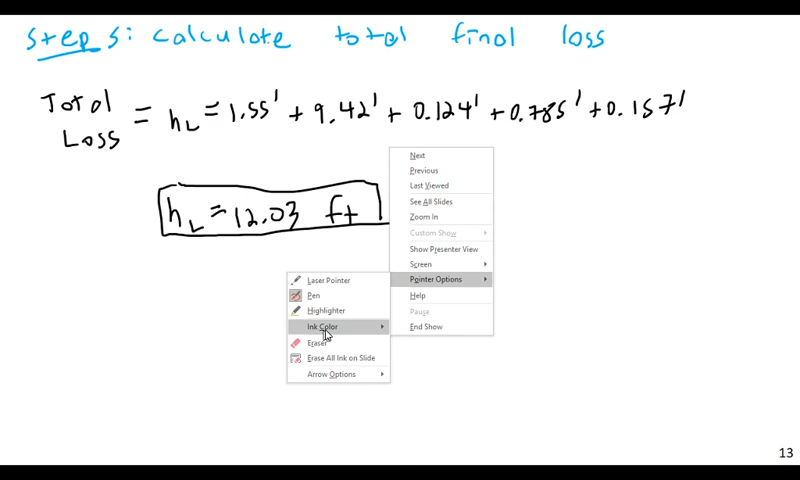 Step 5: calculate total final loss
Total
Loss = hL = 1.55' + 9.42' + 0.124' + 0.785' + 0.157'
hL = 12.03 ft
Next
Previous
Last Viewed
See All Slides
Zoom In
Custom Show
Show Presenter View
Screen
Pointer Options
Help
Pause
End Show
Laser Pointer
Pen
Highlighter
Ink Color
Eraser
Erase All Ink on Slide
Arrow Options
13